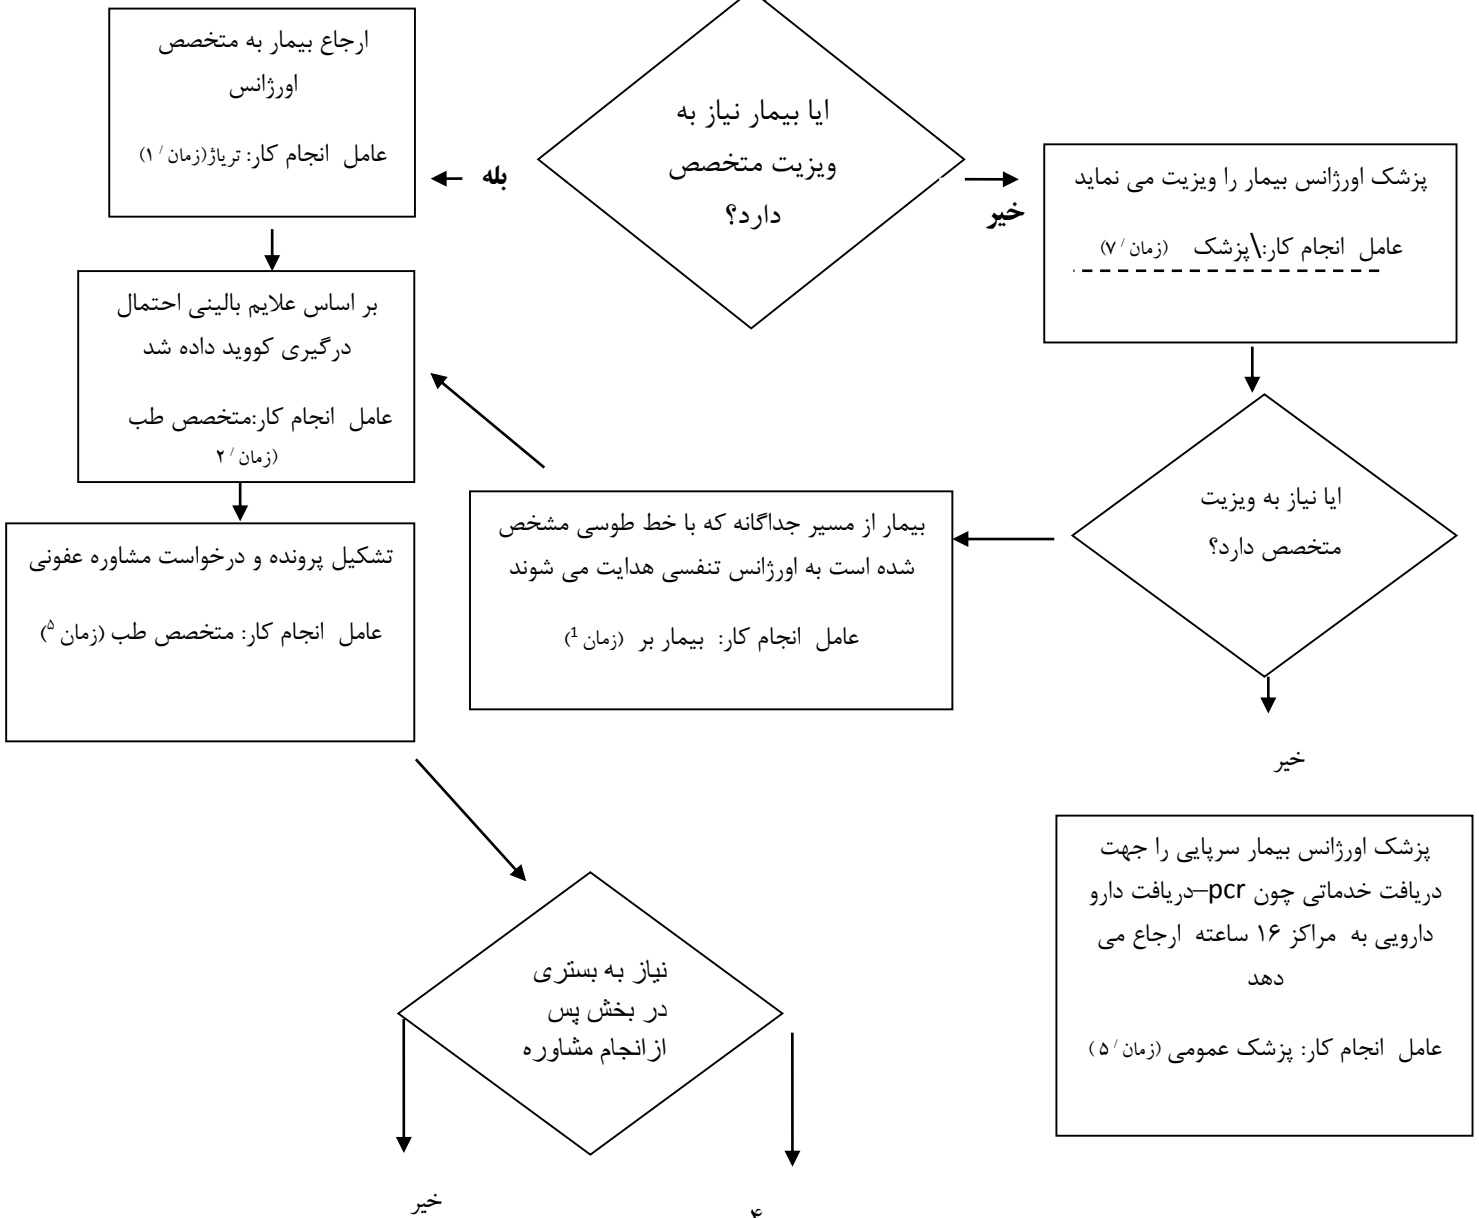 ارجاع بیمار به متخصص
اورژانس
عامل انجام کار: تریاژ(زمان / ۱)
ایا بیمار نیاز به
ویزیت متخصص
دارد؟
بله
خیر
پزشک اورژانس بیمار را ویزیت می نماید
عامل انجام کار:\پزشک (زمان / ۷)
بر اساس علایم بالینی احتمال
درگیری کووید داده شد
عامل انجام کار:متخصص طب
(زمان / ۲
ایا نیاز به ویزیت
متخصص دارد؟
بیمار از مسیر جداگانه که با خط طوسی مشخص
شده است به اورژانس تنفسی هدایت می شوند
عامل انجام کار: بیمار بر (زمان 1)
تشکیل پرونده و درخواست مشاوره عفونی
عامل انجام کار: متخصص طب (زمان ۵)
خیر
پزشک اورژانس بیمار سرپایی را جهت
دریافت خدماتی چون pcr–دریافت دارو
دارویی به مراکز ۱۶ ساعته ارجاع می
دهد
عامل انجام کار: پزشک عمومی (زمان / ۵ )
نیاز به بستری
در بخش پس
ازانجام مشاوره
خیر